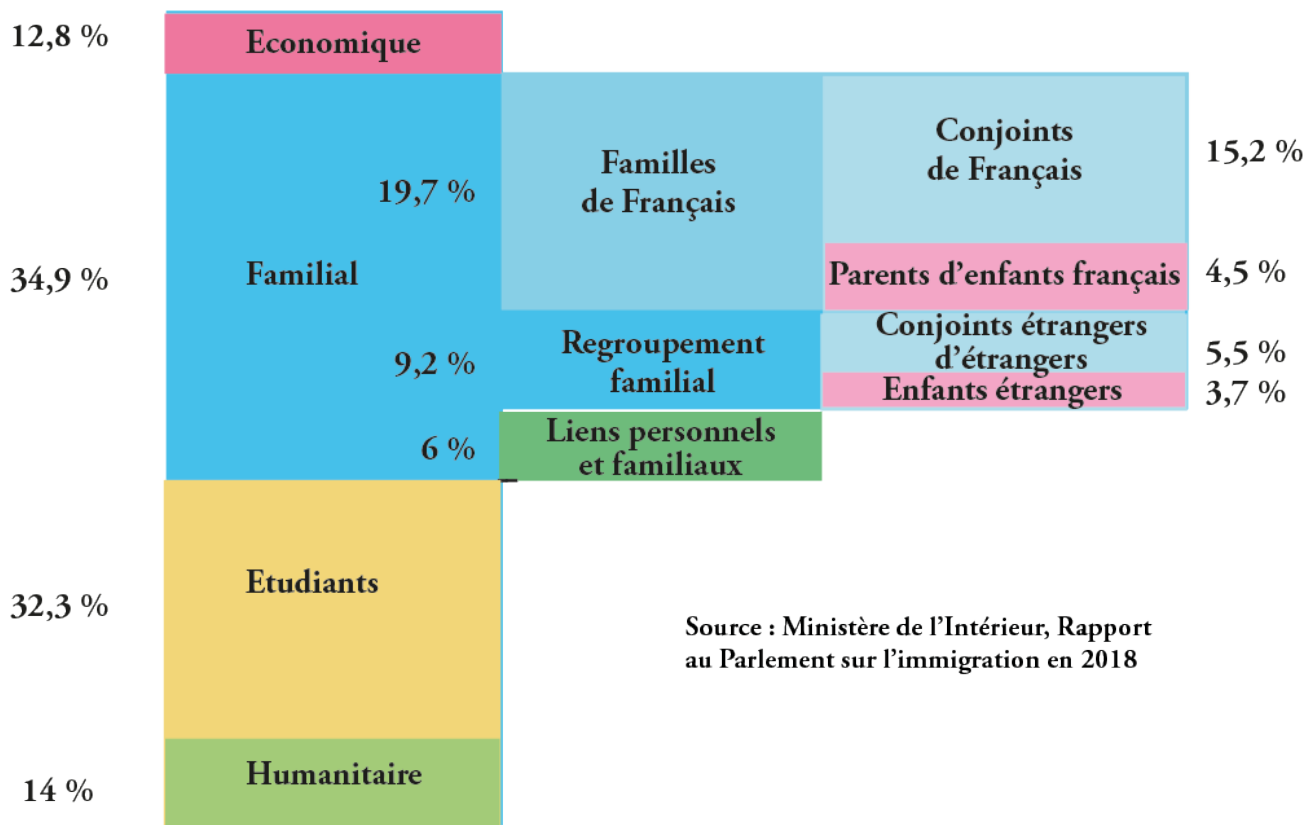 12,8 %
Economique
Familles
de Français
Conjoints
de Français
15,2 %
19,7 %
34,9 %
Familial
Parents d’enfants français
4,5 %
9,2 %
Regroupement
familial
Conjoints étrangers
d’étrangers
5,5 %
Enfants étrangers
3,7 %
6 %
Liens personnels
et familiaux
32,3 %
Etudiants
Source : Ministère de l’Intérieur, Rapport
au Parlement sur l’immigration en 2018
14 %
Humanitaire